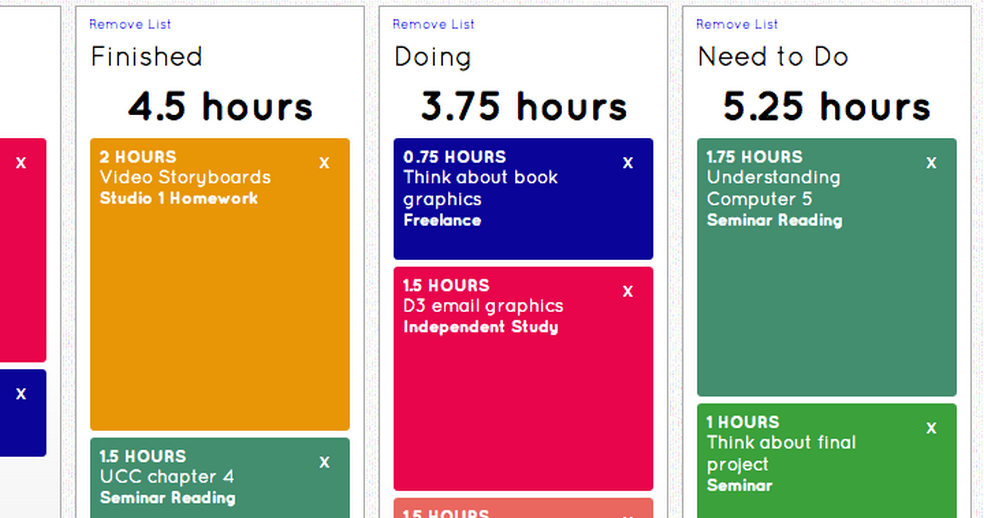 X
X
Remove List
Finished
4.5 hours
2 HOURS
X
Video Storyboards
Studio 1 Homework
1.5 HOURS
X
UCC chapter 4
Seminar Reading
Remove List
Doing
3.75 hours
0.75 HOURS
X
Think about book
graphics
Freelance
1.5 HOURS
X
D3 email graphics
Independent Study
1.5 HOURS
Remove List
Need to Do
5.25 hours
1.75 HOURS
X
Understanding
Computer 5
Seminar Reading
1 HOURS
X
Think about final
project
Seminar